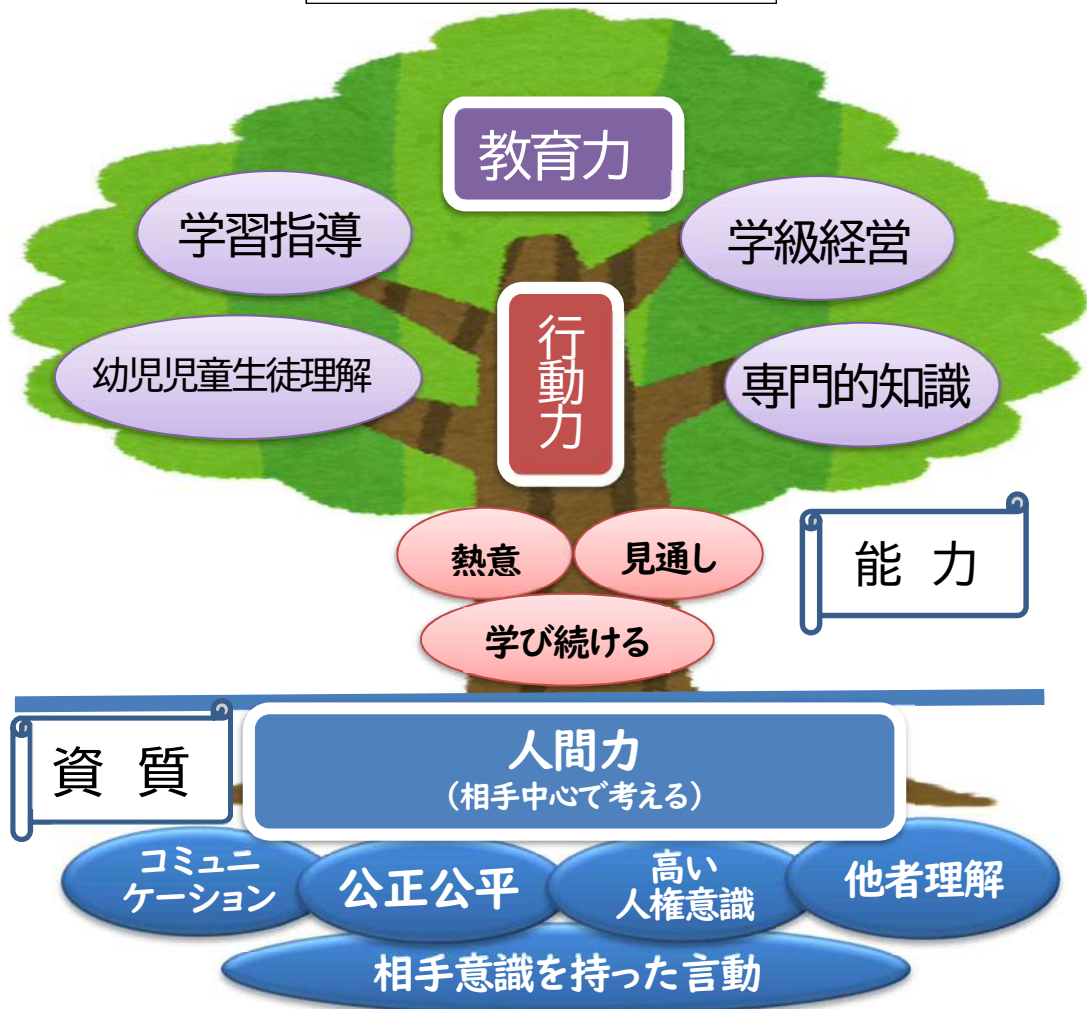 教育力
学習指導
学級経営
行動力
幼児児童生徒理解
専門的知識
熱意
見通し
能 力
学び続ける
資 質
人間力
(相手中心で考える)
コミュニ
ケーション
公正公平
高い
人権意識
他者理解
相手意識を持った言動